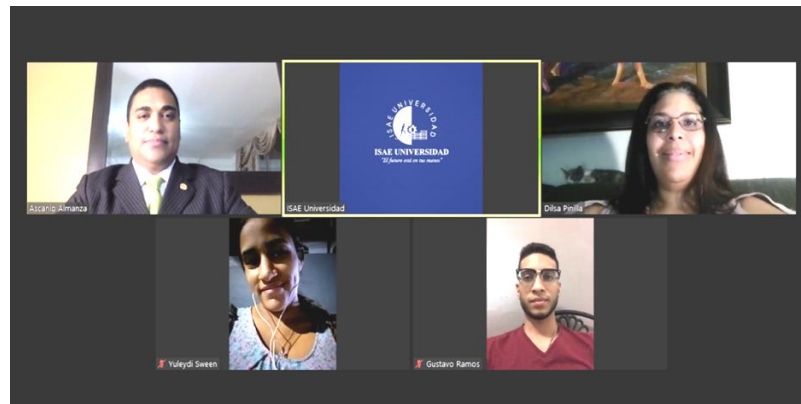 Ascanio Almanza
ISAE UNIVERSIDAD
ISAE UNIVERSIDAD
"El futuro está en tus manos"
ISAE Universidad
Dilsa Pinilla
Yuleydi Sween
Gustavo Ramos